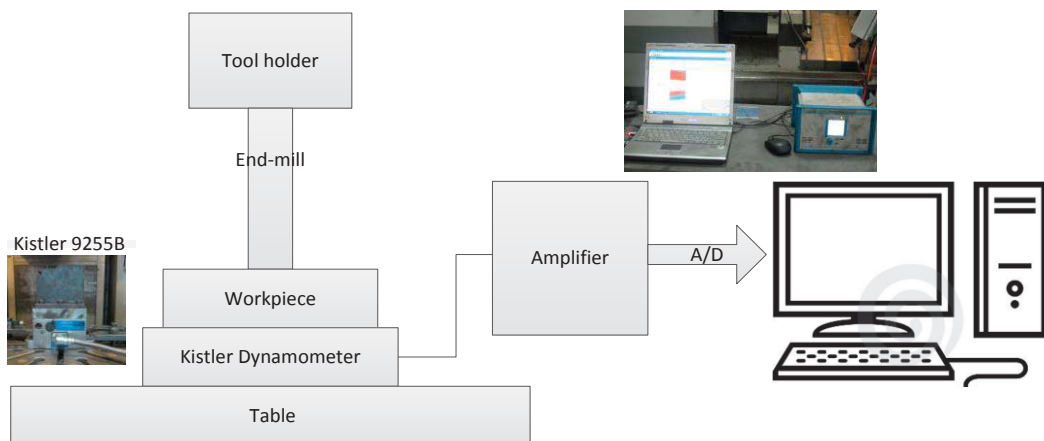 Tool holder
End-mill
Kistler 9255B
Amplifier
A/D
Workpiece
Kistler Dynamometer
Table